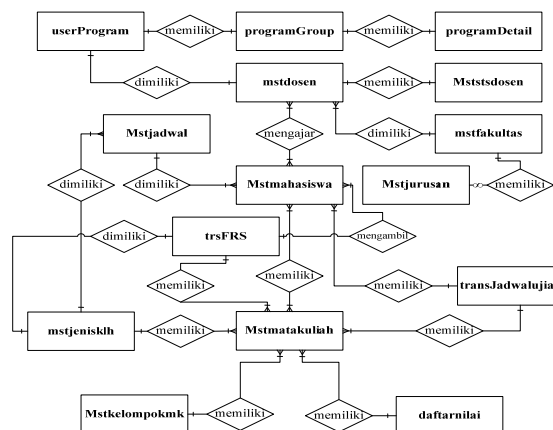 userProgram
memiliki
programGroup
memiliki
programDetail
dimiliki
mstdosen
memiliki
Mststsdosen
Mstjadwal
mengajar
dimiliki
mstfakultas
dimiliki
dimiliki
Mstmahasiswa
Mstjurusan
memiliki
dimiliki
trsFRS
mengambil
memiliki
memiliki
memiliki
transJadwalujia
mstjenisklh
memiliki
Mstmatakuliah
memiliki
Mstkelompokmk
memiliki
memiliki
daftarnilai